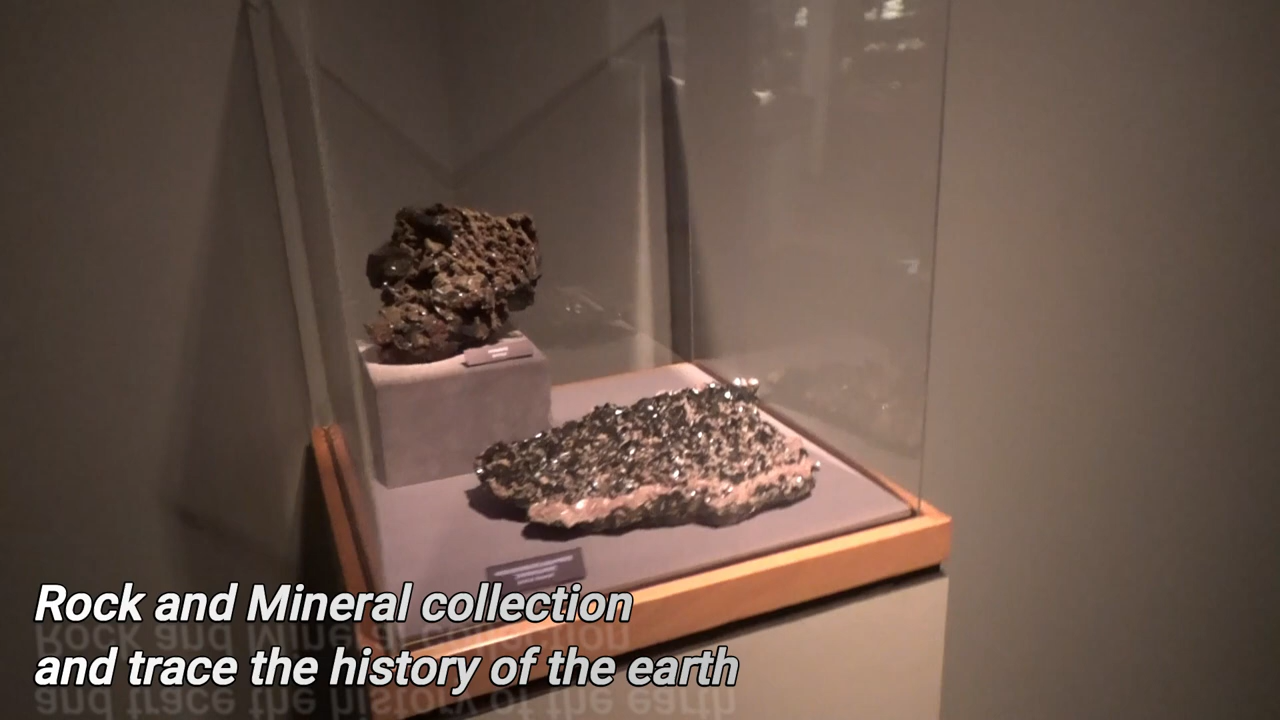 Rock and Mineral collection
and trace the history of the earth